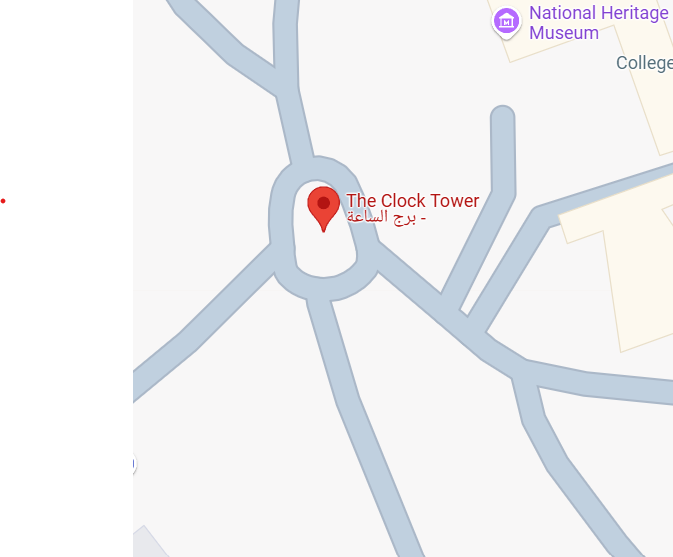 National Heritage
Museum
College
The Clock Tower
برج الساعة -